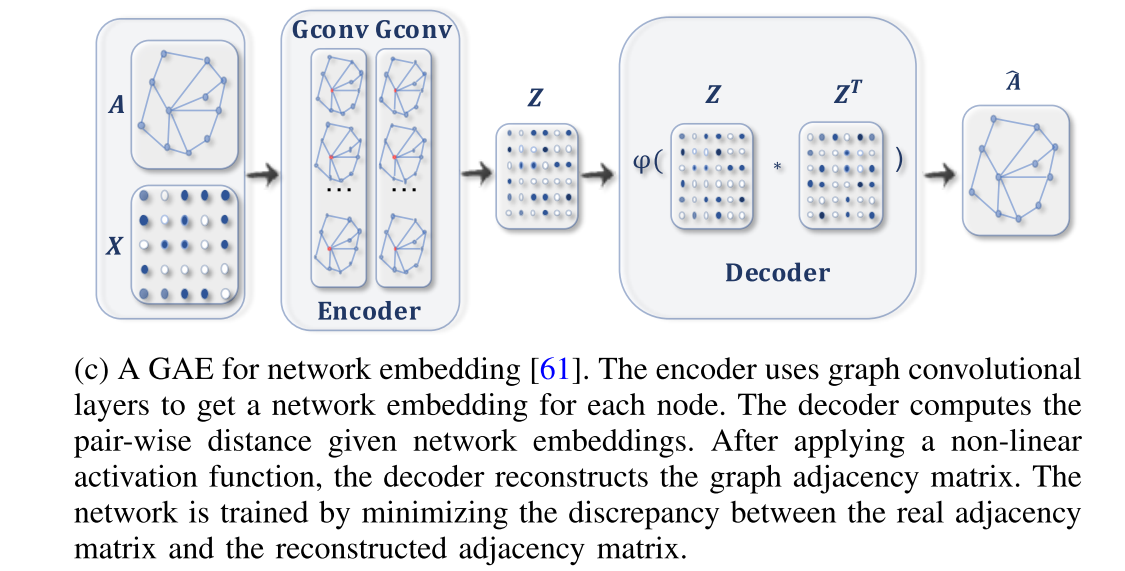 Gconv Gconv
A
X
...
...
Encoder
Z
φ(
Z
*
Zᵀ
)
Decoder
Â
(c) A GAE for network embedding [61]. The encoder uses graph convolutional
layers to get a network embedding for each node. The decoder computes the
pair-wise distance given network embeddings. After applying a non-linear
activation function, the decoder reconstructs the graph adjacency matrix. The
network is trained by minimizing the discrepancy between the real adjacency
matrix and the reconstructed adjacency matrix.